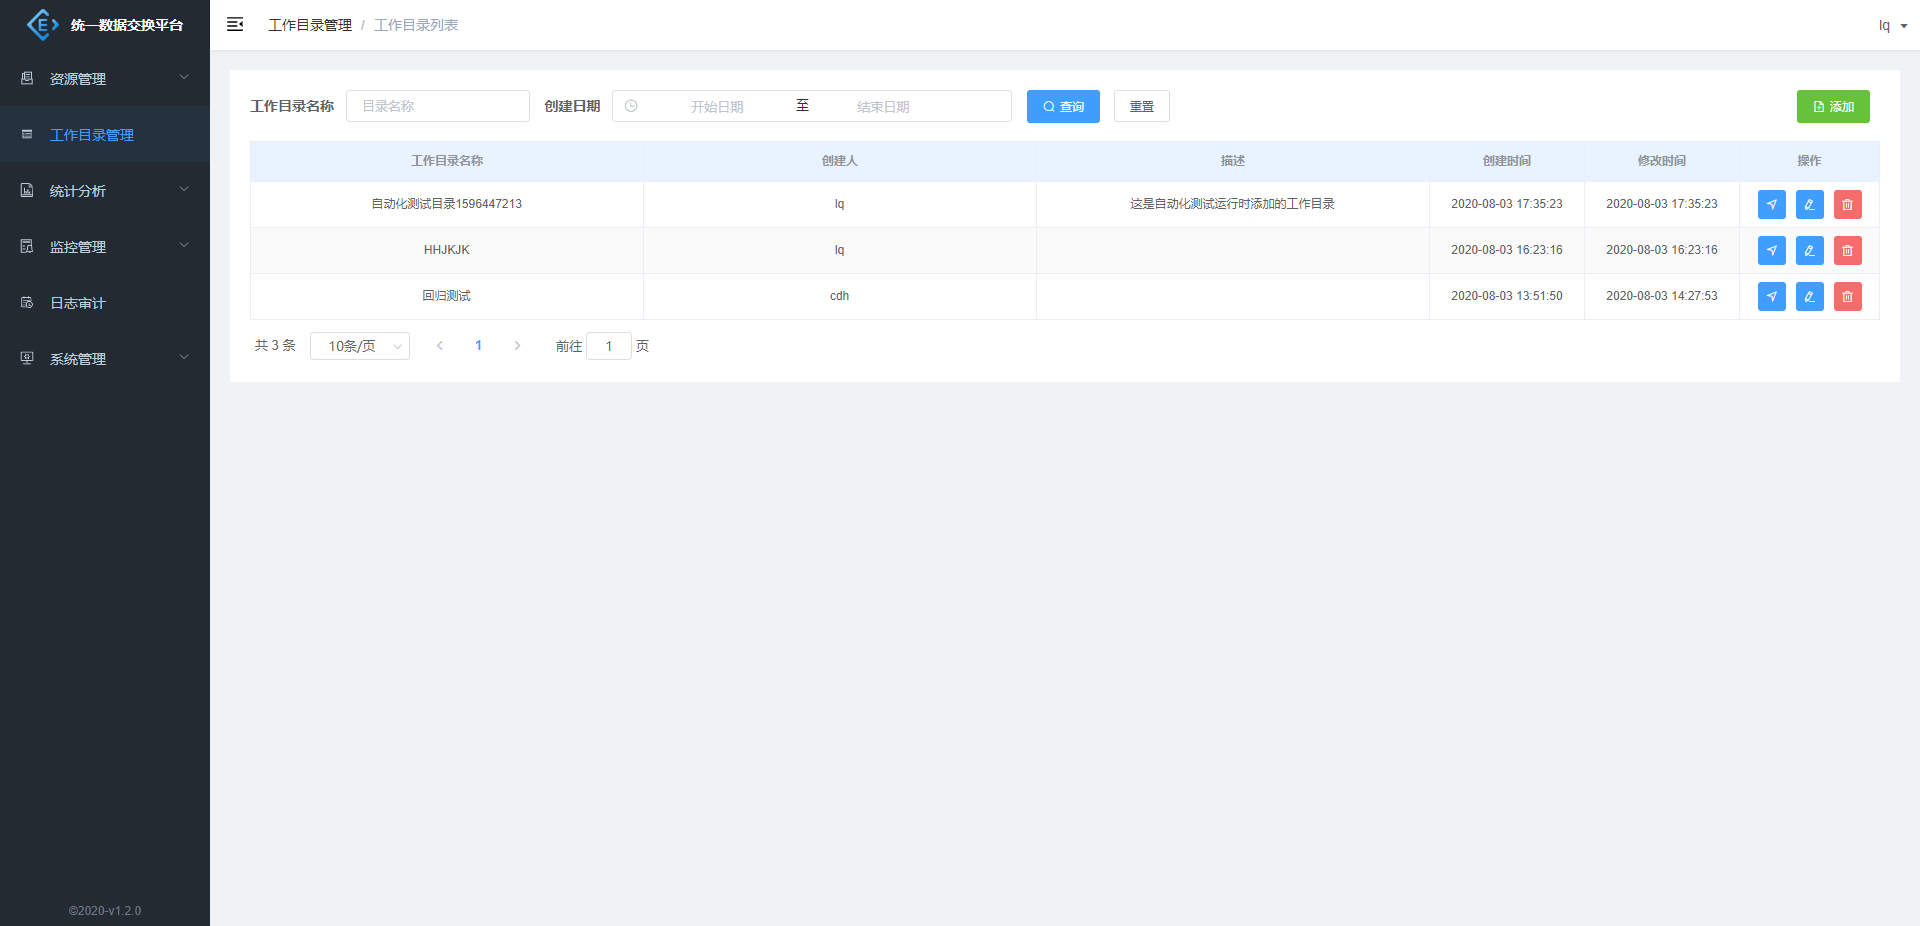 统一数据交换平台
资源管理
工作目录管理
统计分析
监控管理
日志审计
系统管理
©2020-v1.2.0
工作目录管理 / 工作目录列表
lq
工作目录名称 目录名称 创建日期 开始日期 至 结束日期 查询 重置 添加
工作目录名称 创建人 描述 创建时间 修改时间 操作
自动化测试目录1596447213 lq 这是自动化测试运行时添加的工作目录 2020-08-03 17:35:23 2020-08-03 17:35:23
HHJKJK lq 2020-08-03 16:23:16 2020-08-03 16:23:16
回归测试 cdh 2020-08-03 13:51:50 2020-08-03 14:27:53
共 3 条 10条/页 1 前往 1 页